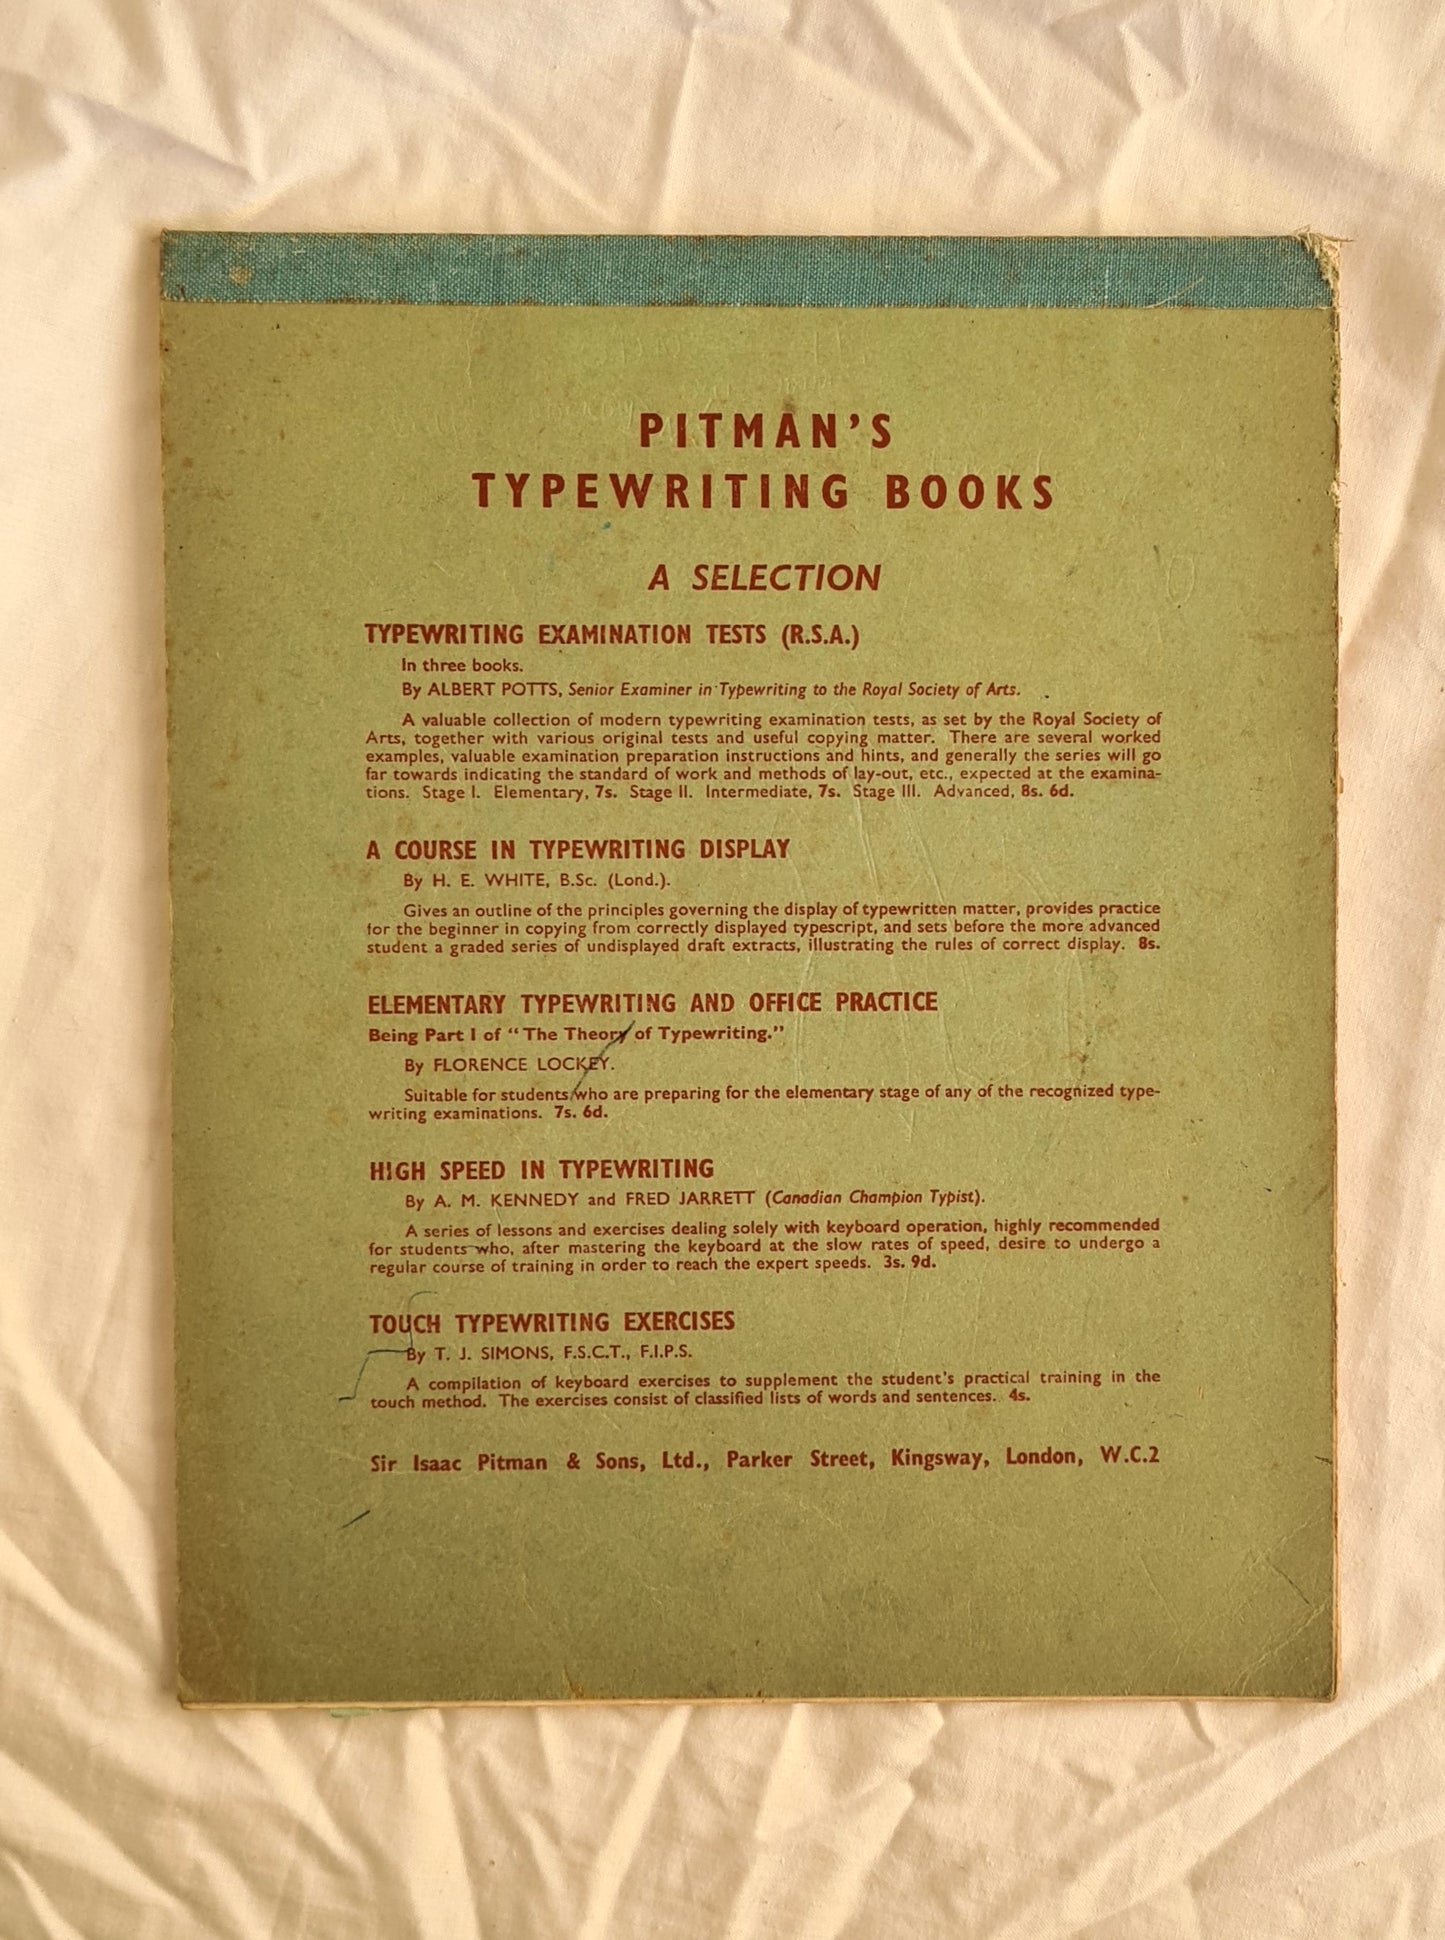 PITMAN'S
TYPEWRITING BOOKS
A SELECTION
TYPEWRITING EXAMINATION TESTS (R.S.A.)
In three books.
By ALBERT POTTS, Senior Examiner in Typewriting to the Royal Society of Arts.
A valuable collection of modern typewriting examination tests, as set by the Royal Society of
Arts, together with various original tests and useful copying matter. There are several worked
examples, valuable examination preparation instructions and hints, and generally the series will go
far towards indicating the standard of work and methods of lay-out, etc., expected at the examina-
tions. Stage I. Elementary, 7s. Stage II. Intermediate, 7s. Stage III. Advanced, 8s. 6d.
A COURSE IN TYPEWRITING DISPLAY
By H. E. WHITE, B.Sc. (Lond.).
Gives an outline of the principles governing the display of typewritten matter, provides practice
for the beginner in copying from correctly displayed typescript, and sets before the more advanced
student a graded series of undisplayed draft extracts, illustrating the rules of correct display. 8s.
ELEMENTARY TYPEWRITING AND OFFICE PRACTICE
Being Part I of "The Theory of Typewriting."
By FLORENCE LOCKEY.
Suitable for students who are preparing for the elementary stage of any of the recognized type-
writing examinations. 7s. 6d.
HIGH SPEED IN TYPEWRITING
By A. M. KENNEDY and FRED JARRETT (Canadian Champion Typist).
A series of lessons and exercises dealing solely with keyboard operation, highly recommended
for students who, after mastering the keyboard at the slow rates of speed, desire to undergo a
regular course of training in order to reach the expert speeds. 3s. 9d.
TOUCH TYPEWRITING EXERCISES
By T. J. SIMONS, F.S.C.T., F.I.P.S.
A compilation of keyboard exercises to supplement the student's practical training in the
touch method. The exercises consist of classified lists of words and sentences. 4s.
Sir Isaac Pitman & Sons, Ltd., Parker Street, Kingsway, London, W.C.2